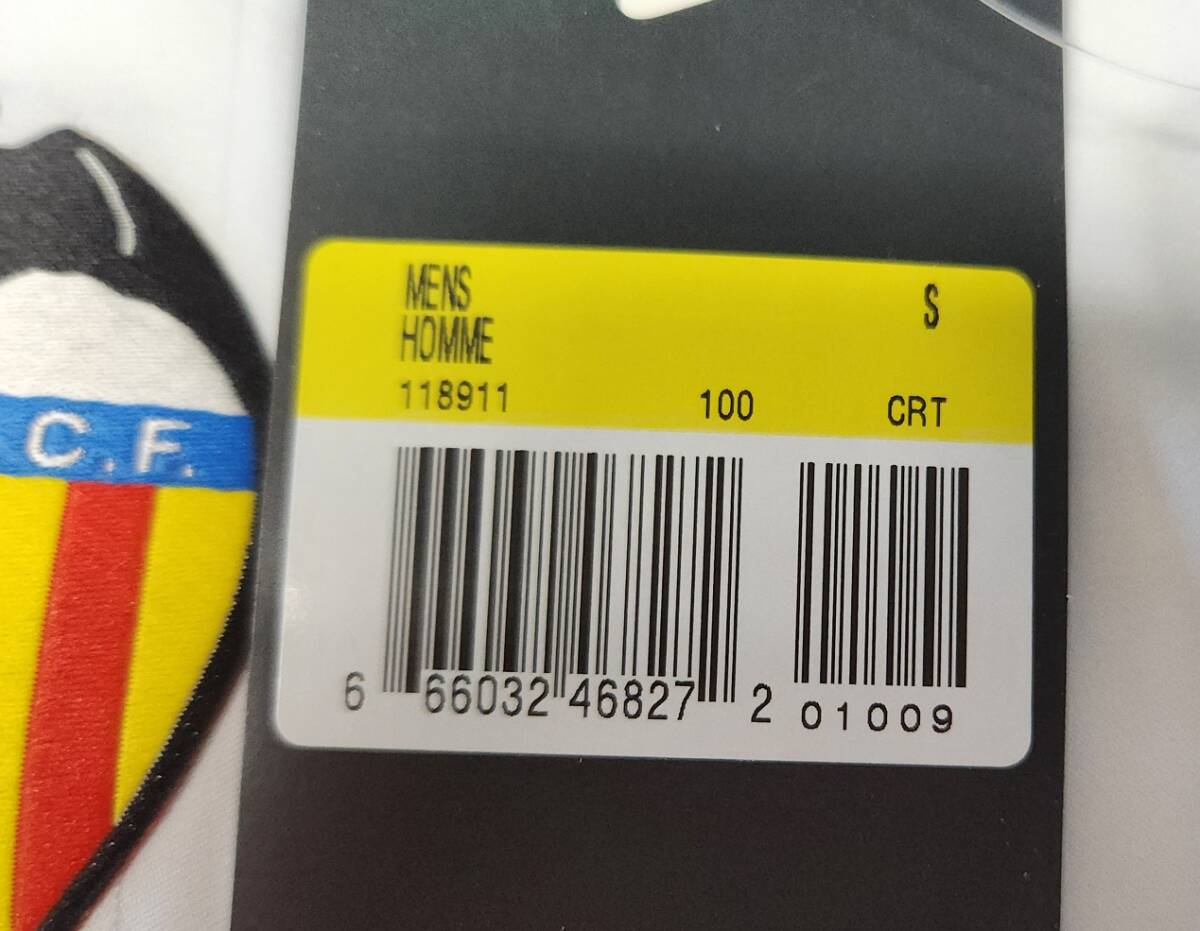 C.F.
MENS S
HOMME
118911 100 CRT
6 66032 46827 2 01009